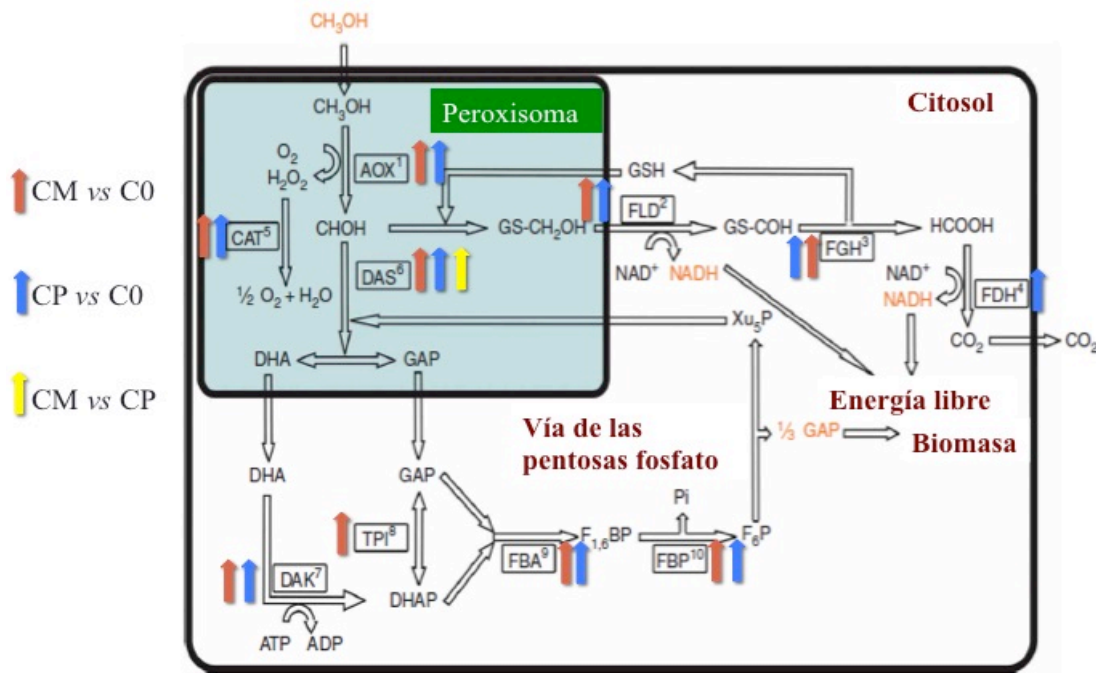 CH₃OH
Peroxisoma
Citosol
CH₃OH
O₂
H₂O₂
AOX¹
GSH
CM vs C0
CAT⁵
CHOH
GS-CH₂OH
FLD²
GS-COH
FGH³
HCOOH
CP vs C0
½ O₂ + H₂O
DAS⁶
NAD⁺
NADH
NAD⁺
NADH
FDH⁴
Xu₅P
CO₂
CO₂
DHA
GAP
CM vs CP
Energía libre
Vía de las
pentosas fosfato
⅓ GAP
Biomasa
DHA
GAP
Pi
TPI⁸
F₁,₆BP
F₆P
FBA⁹
FBP¹⁰
DAK⁷
DHAP
ATP
ADP